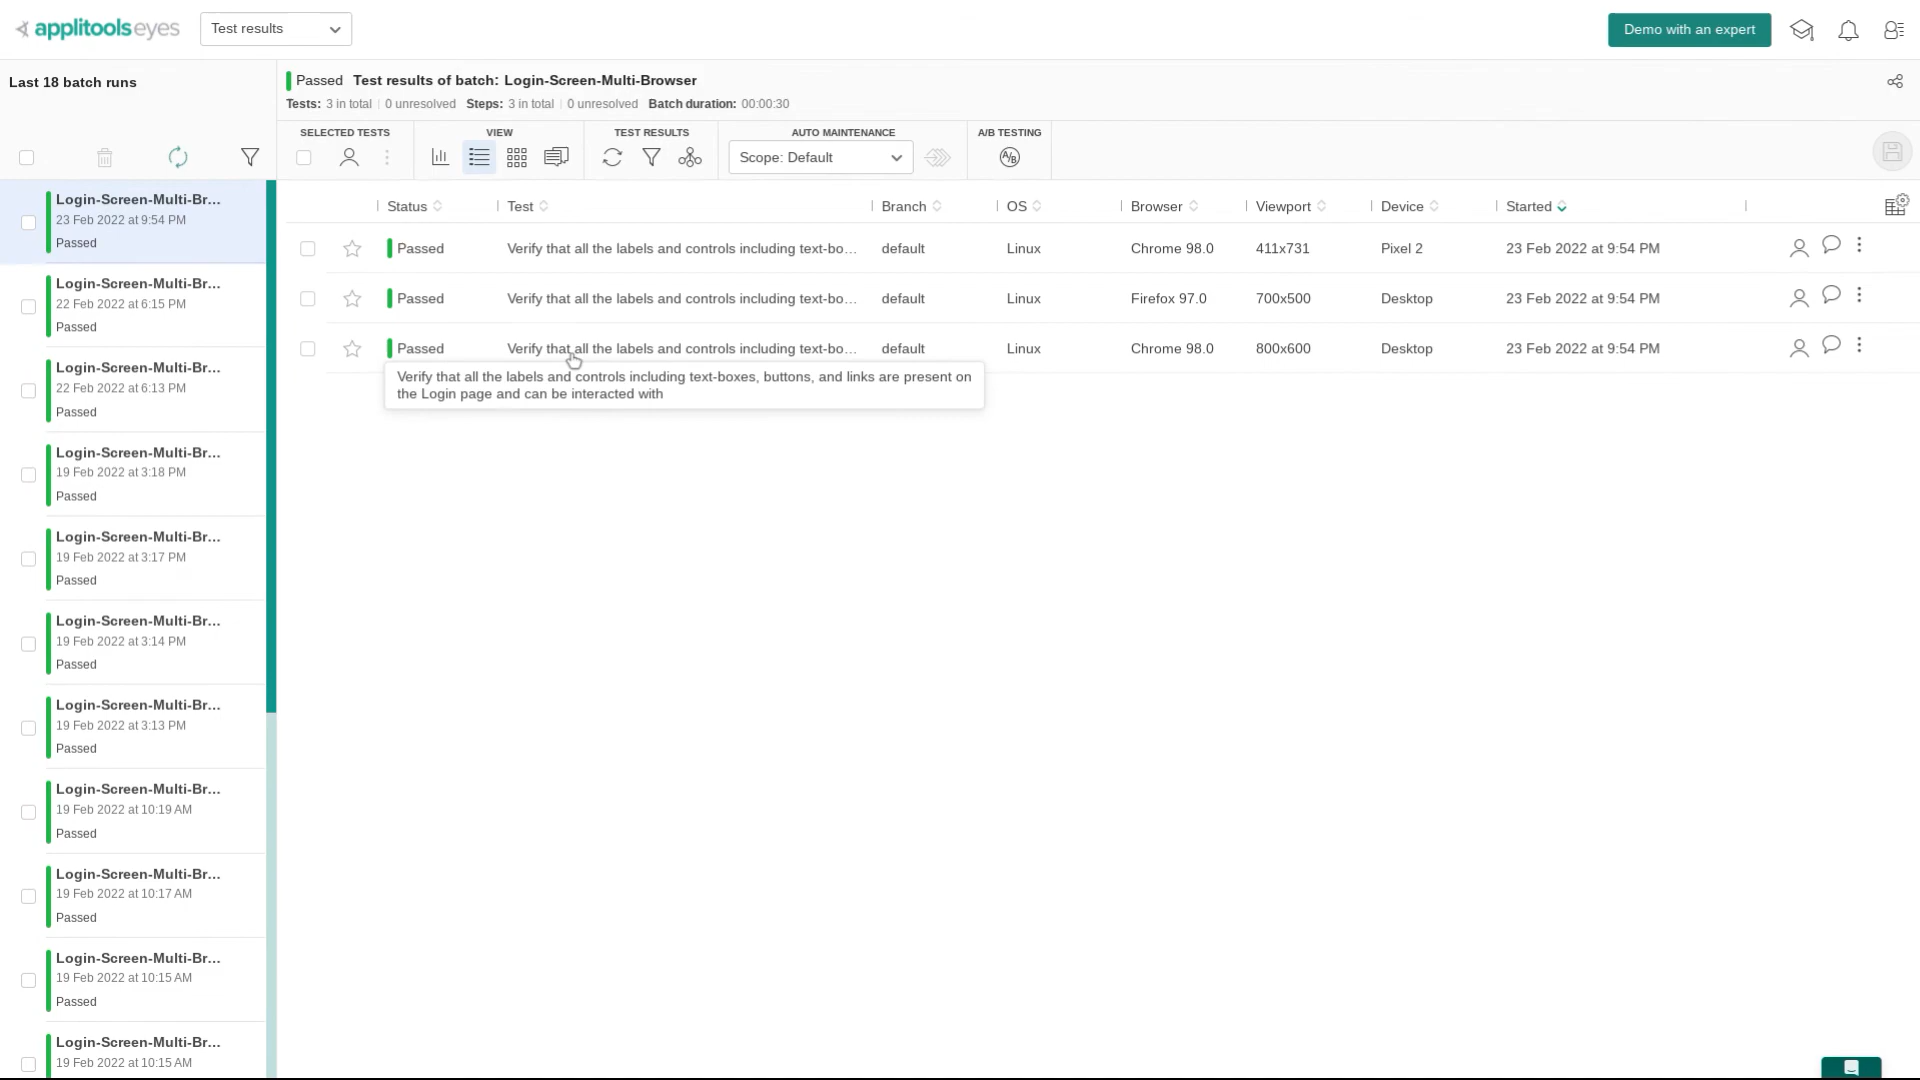 applitools eyes
Test results
Demo with an expert
Last 18 batch runs
Passed Test results of batch: Login-Screen-Multi-Browser
Tests: 3 in total | 0 unresolved Steps: 3 in total | 0 unresolved Batch duration: 00:00:30
SELECTED TESTS VIEW TEST RESULTS AUTO MAINTENANCE A/B TESTING
Scope: Default
A/B
Status Test Branch OS Browser Viewport Device Started
Passed Verify that all the labels and controls including text-bo... default Linux Chrome 98.0 411x731 Pixel 2 23 Feb 2022 at 9:54 PM
Passed Verify that all the labels and controls including text-bo... default Linux Firefox 97.0 700x500 Desktop 23 Feb 2022 at 9:54 PM
Passed Verify that all the labels and controls including text-bo... default Linux Chrome 98.0 800x600 Desktop 23 Feb 2022 at 9:54 PM
Verify that all the labels and controls including text-boxes, buttons, and links are present on
the Login page and can be interacted with
Login-Screen-Multi-Br...
23 Feb 2022 at 9:54 PM
Passed
Login-Screen-Multi-Br...
22 Feb 2022 at 6:15 PM
Passed
Login-Screen-Multi-Br...
22 Feb 2022 at 6:13 PM
Passed
Login-Screen-Multi-Br...
19 Feb 2022 at 3:18 PM
Passed
Login-Screen-Multi-Br...
19 Feb 2022 at 3:17 PM
Passed
Login-Screen-Multi-Br...
19 Feb 2022 at 3:14 PM
Passed
Login-Screen-Multi-Br...
19 Feb 2022 at 3:13 PM
Passed
Login-Screen-Multi-Br...
19 Feb 2022 at 10:19 AM
Passed
Login-Screen-Multi-Br...
19 Feb 2022 at 10:17 AM
Passed
Login-Screen-Multi-Br...
19 Feb 2022 at 10:15 AM
Passed
Login-Screen-Multi-Br...
19 Feb 2022 at 10:15 AM